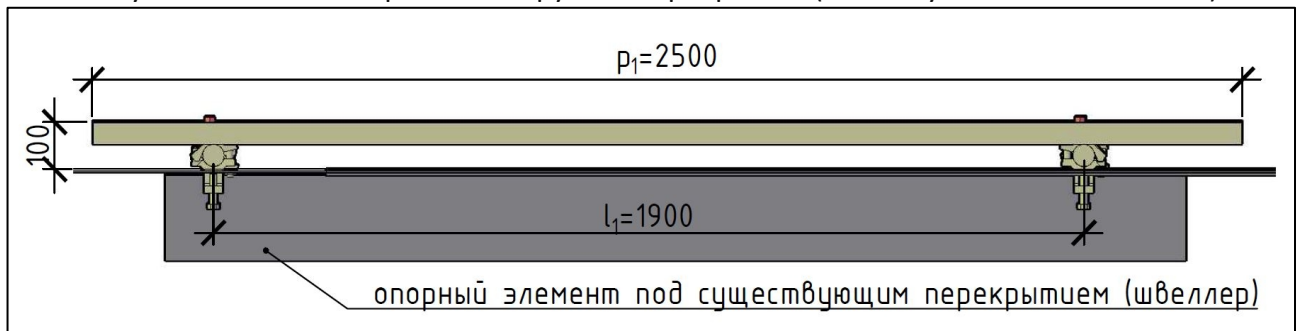 p₁=2500
100
l₁=1900
опорный элемент под существующим перекрытием (швеллер)